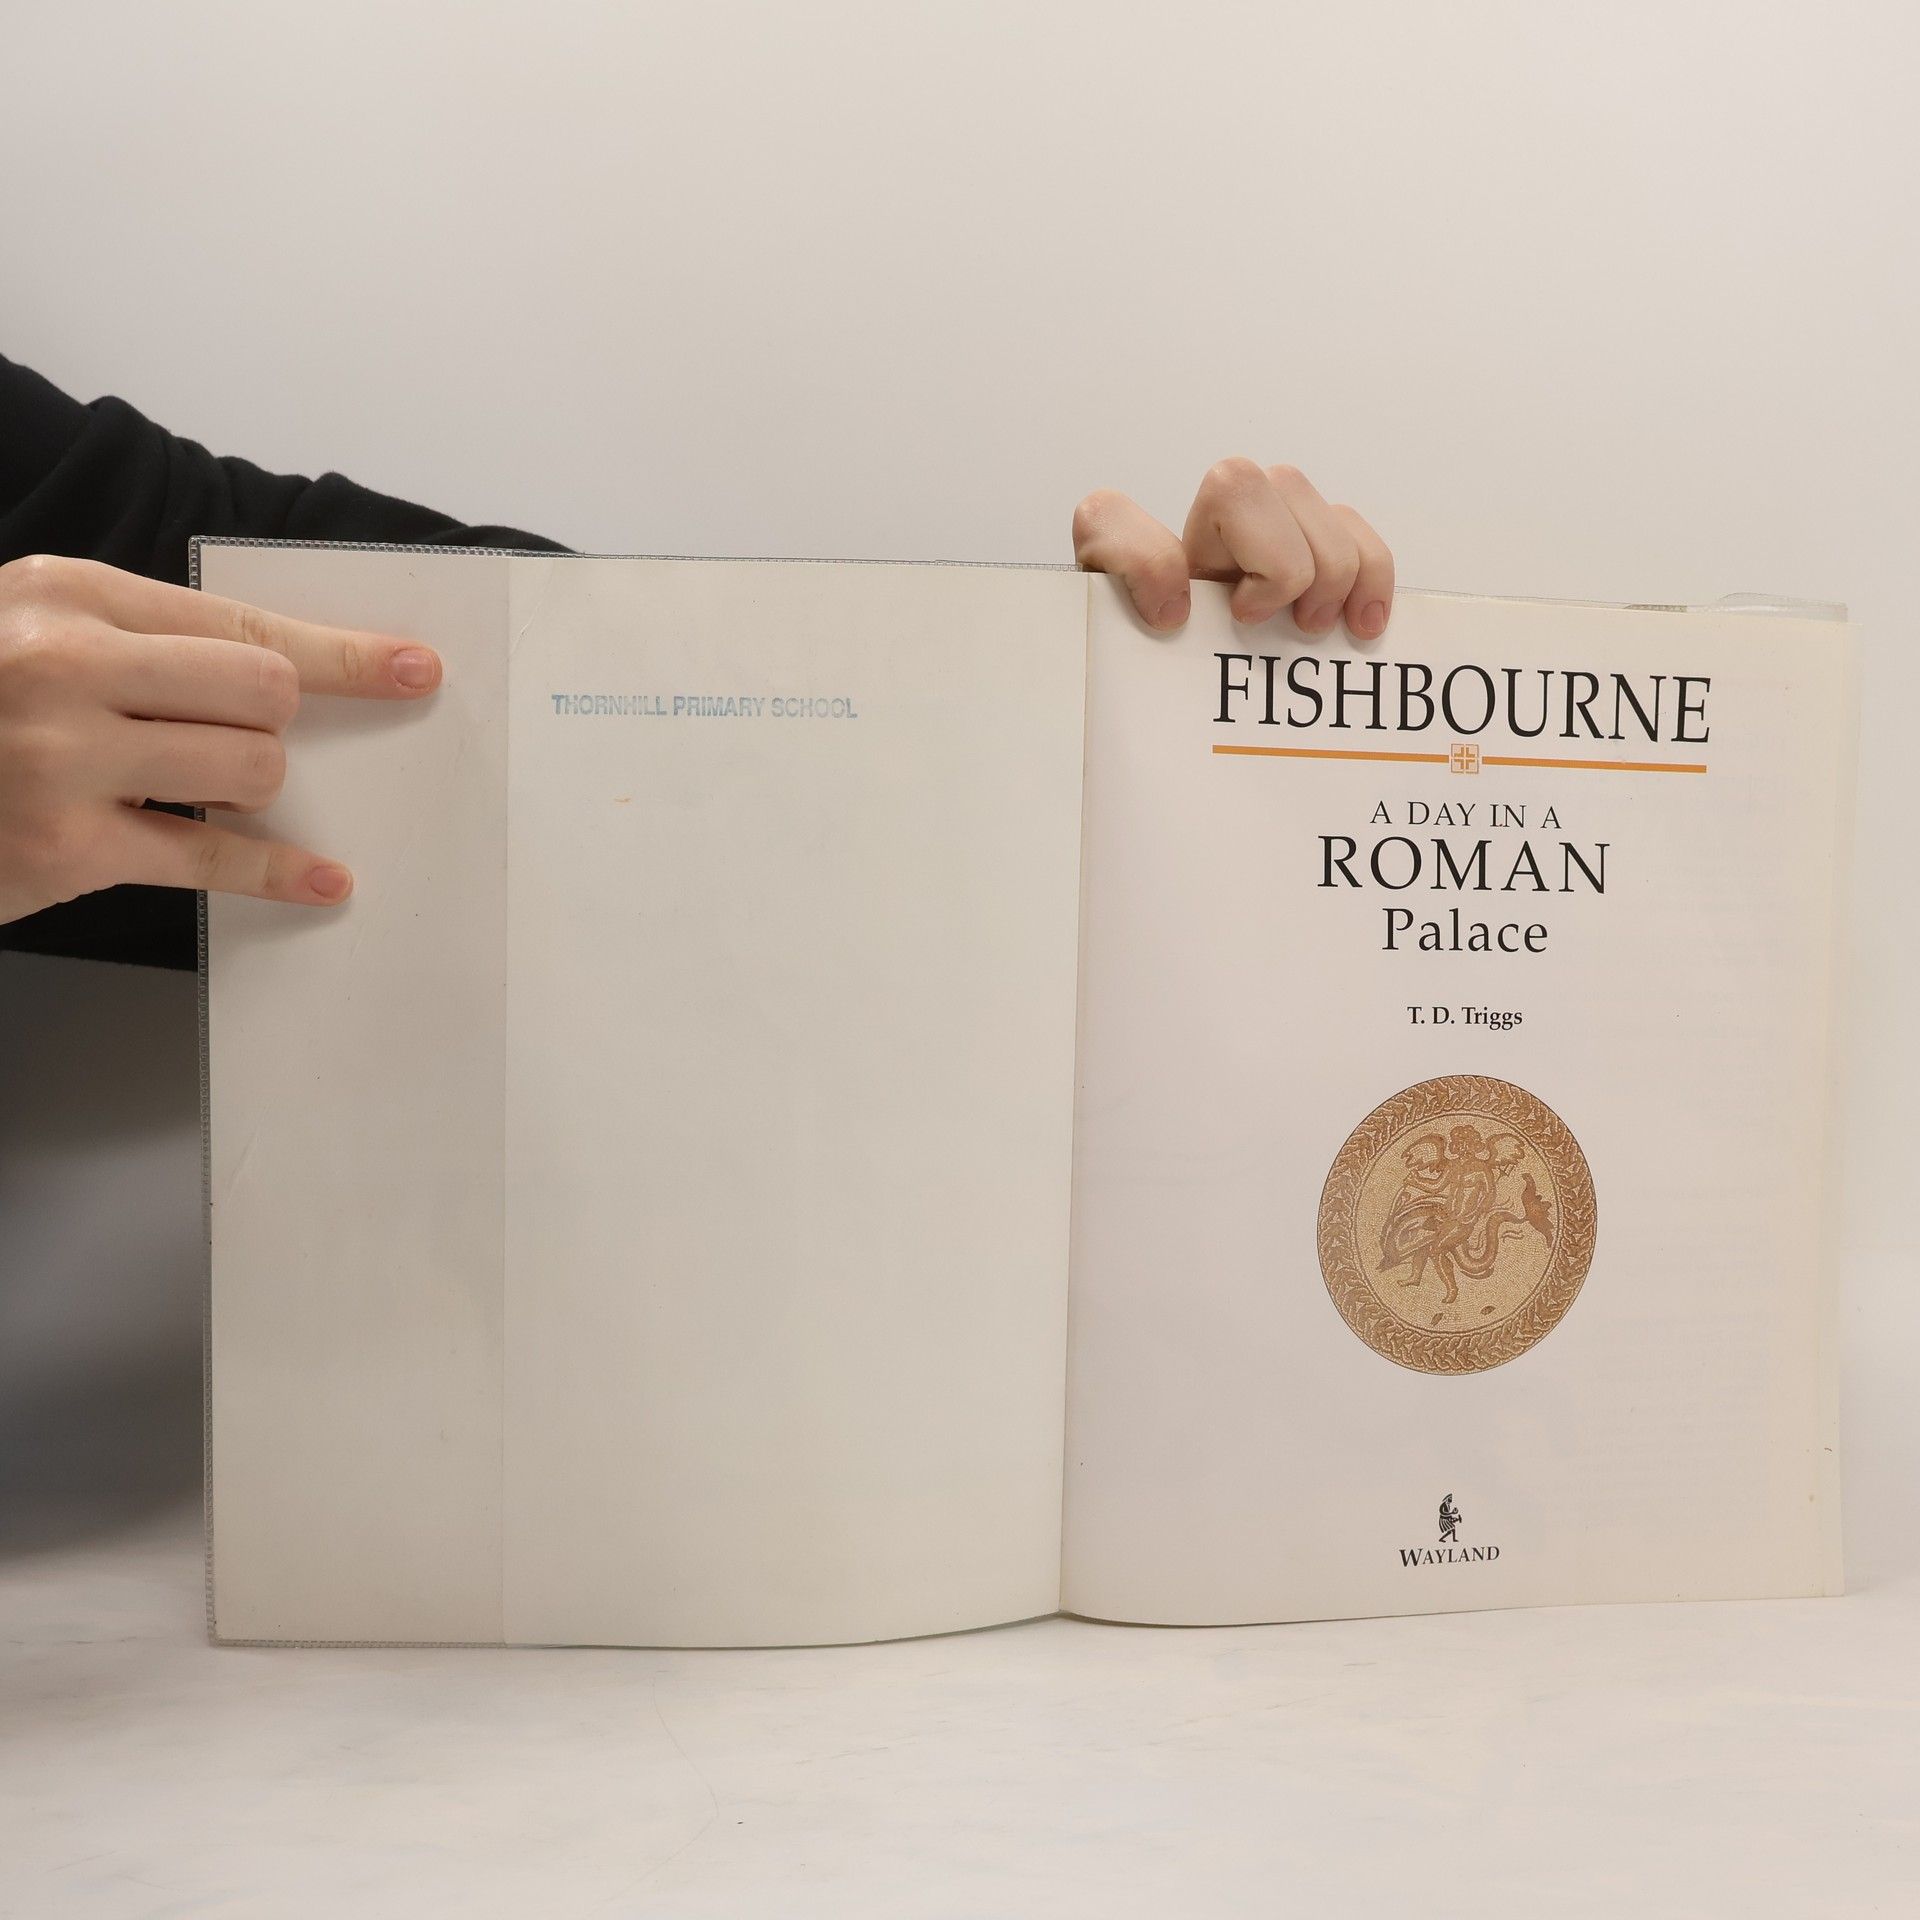 THORNHILL PRIMARY SCHOOL
FISHBOURNE
A DAY IN A
ROMAN
Palace
T. D. Triggs
WAYLAND